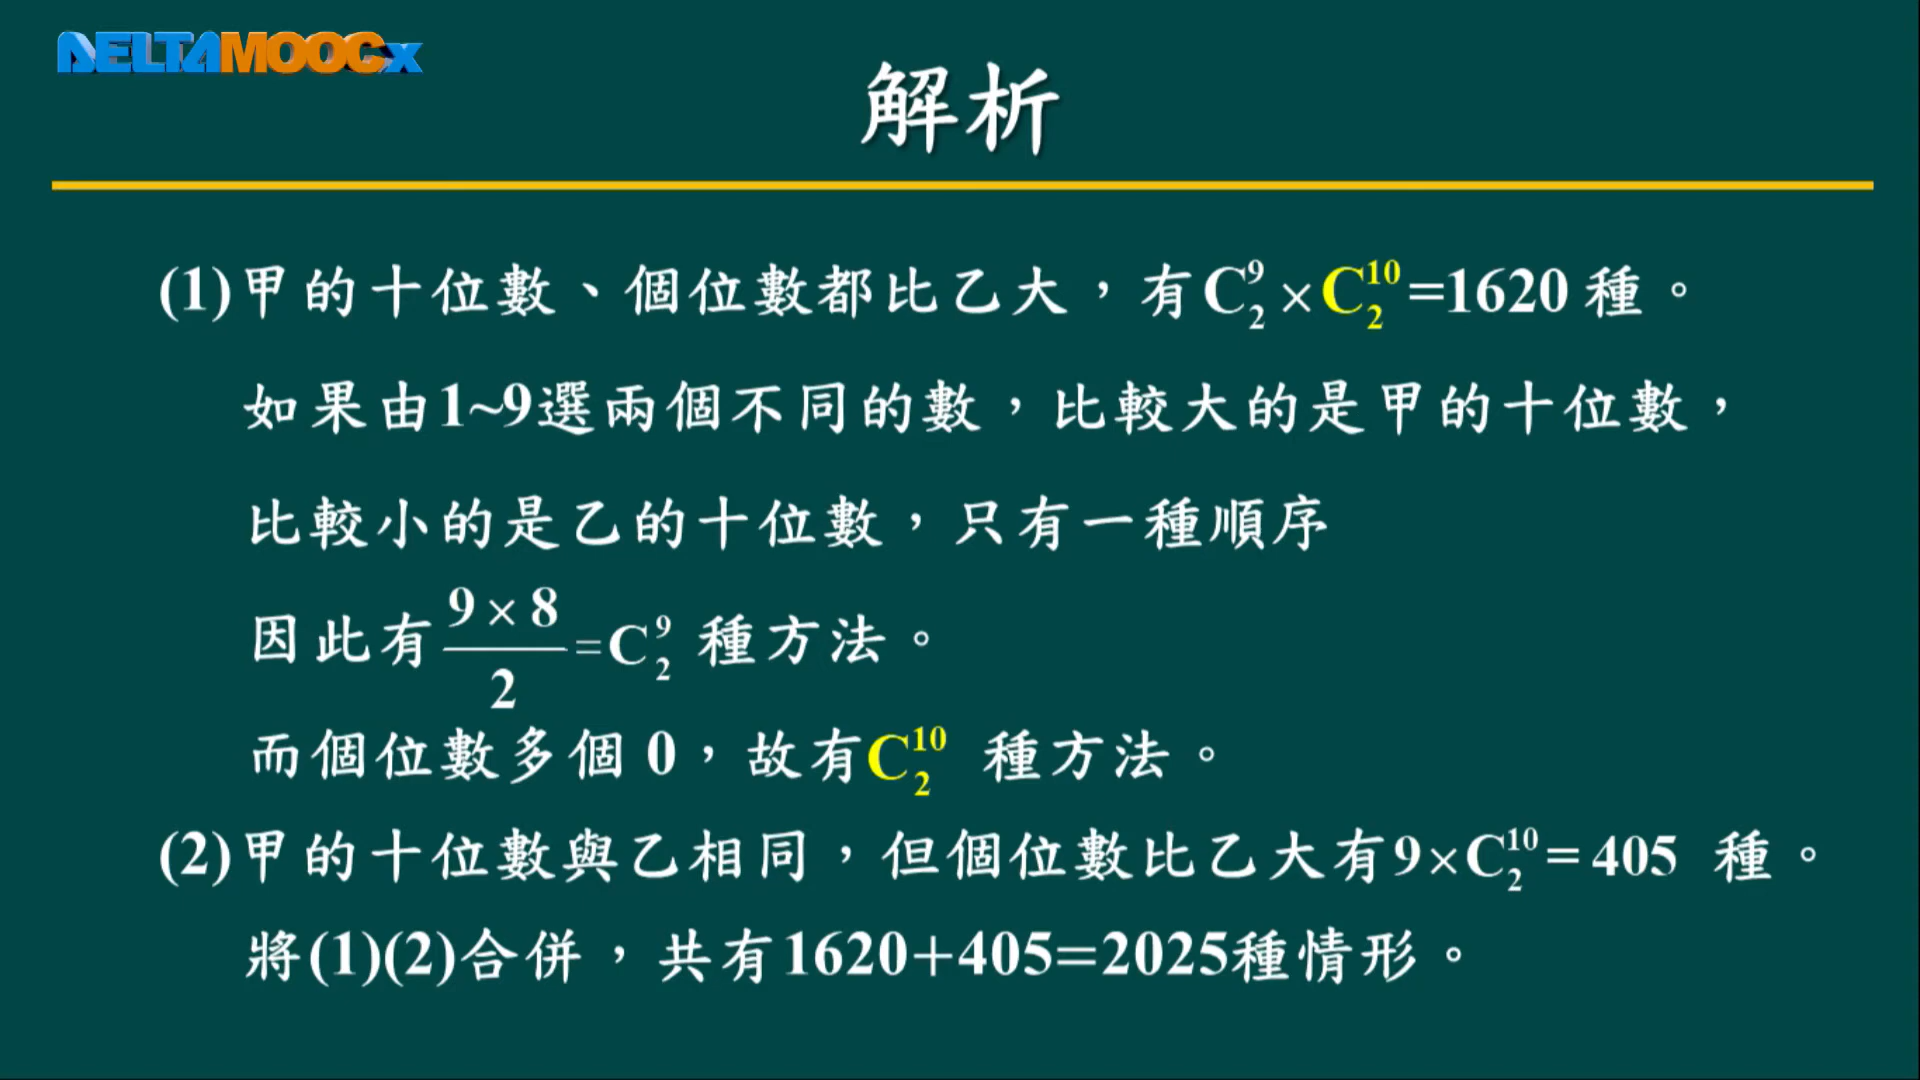 DELTAMOOCx
解析
(1)甲的十位數、個位數都比乙大，有C⁹₂×C¹⁰₂=1620 種。
如果由1~9選兩個不同的數，比較大的是甲的十位數，
比較小的是乙的十位數，只有一種順序
因此有 9×8/2 =C⁹₂ 種方法。
而個位數多個 0，故有C¹⁰₂ 種方法。
(2)甲的十位數與乙相同，但個位數比乙大有9×C¹⁰₂= 405 種。
將(1)(2)合併，共有1620+405=2025種情形。